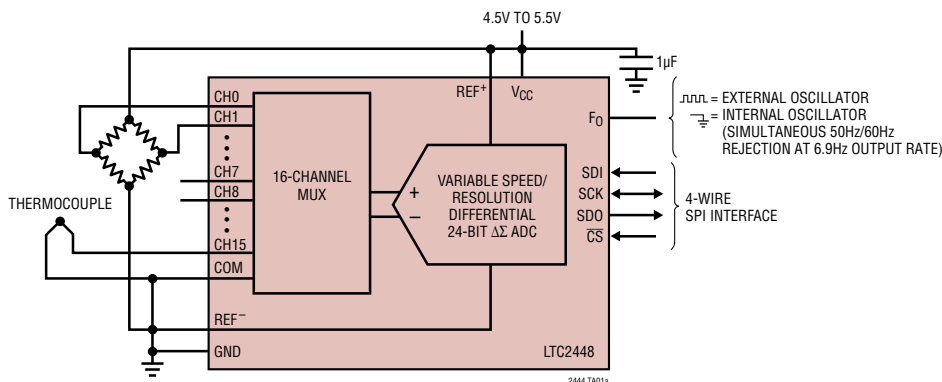 4.5V TO 5.5V
1µF
REF+
VCC
CH0
CH1
CH7
CH8
CH15
COM
REF−
GND
16-CHANNEL
MUX
+
−
VARIABLE SPEED/
RESOLUTION
DIFFERENTIAL
24-BIT ΔΣ ADC
THERMOCOUPLE
FO
SDI
SCK
SDO
CS
= EXTERNAL OSCILLATOR
= INTERNAL OSCILLATOR
(SIMULTANEOUS 50Hz/60Hz
REJECTION AT 6.9Hz OUTPUT RATE)
4-WIRE
SPI INTERFACE
LTC2448
2444 TA01a